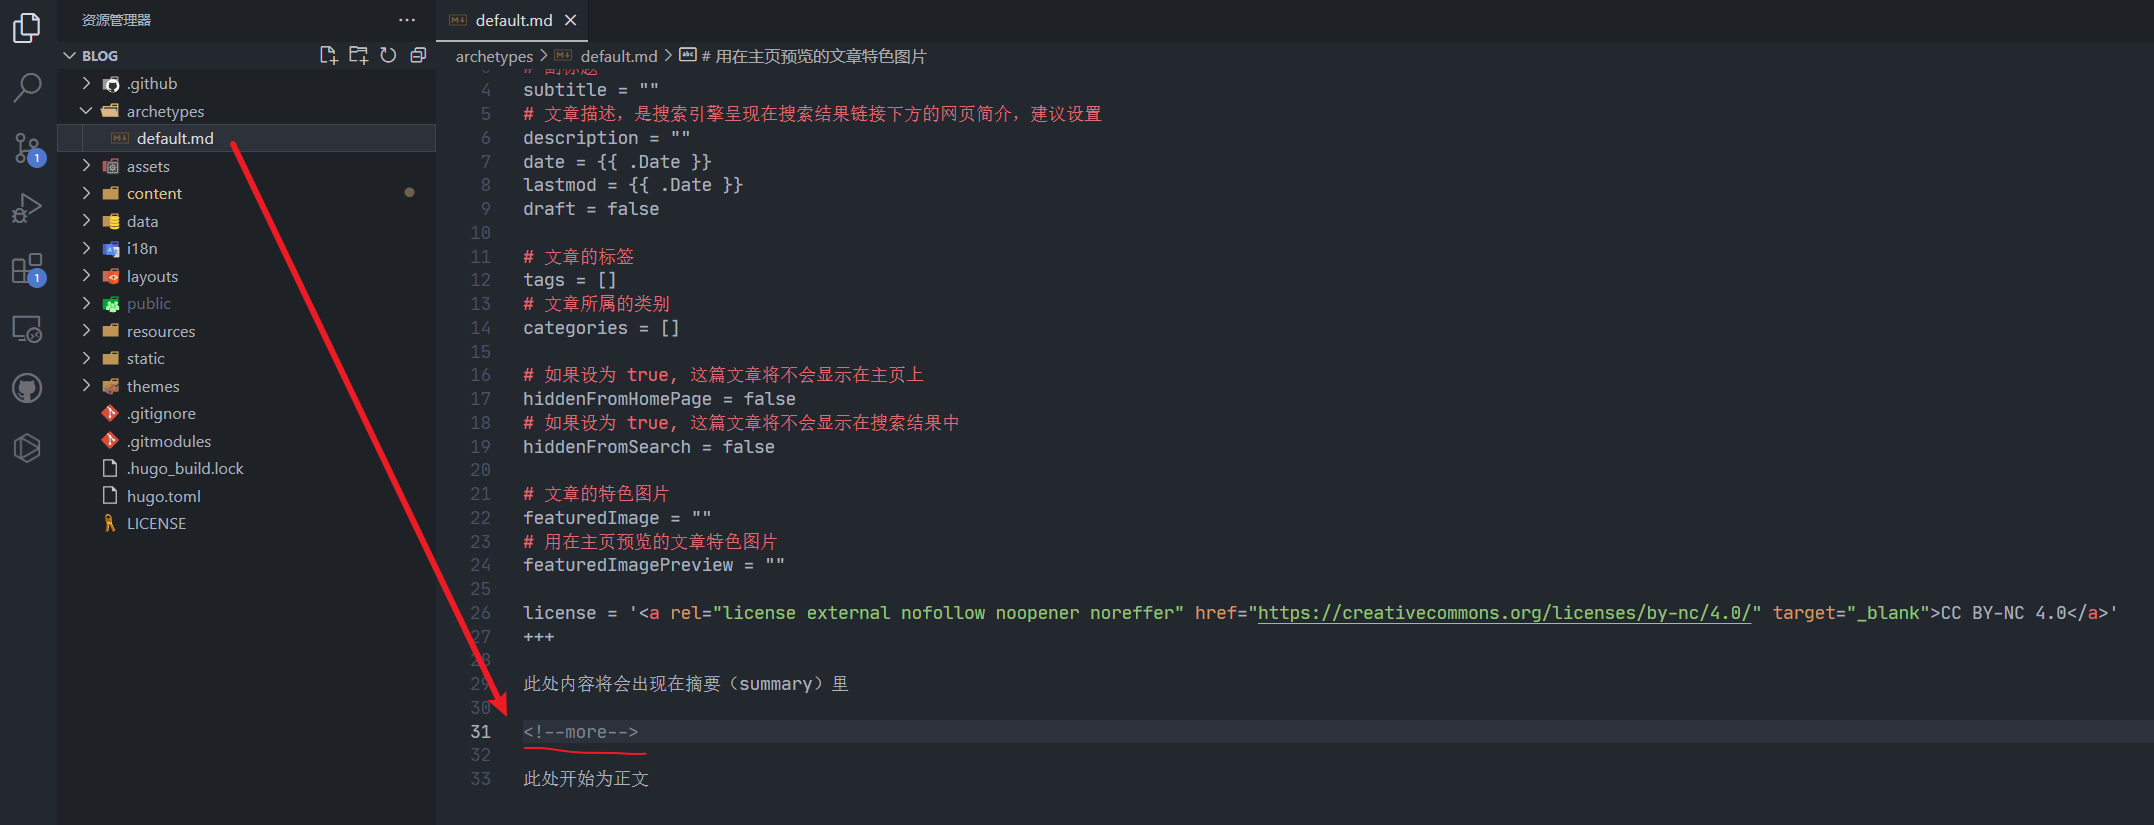 资源管理器
···
default.md
BLOG
archetypes > default.md > # 用在主页预览的文章特色图片
.github
archetypes
default.md
assets
content
data
i18n
layouts
public
resources
static
themes
.gitignore
.gitmodules
.hugo_build.lock
hugo.toml
LICENSE
1
1
3 # 副标题
4 subtitle = ""
5 # 文章描述，是搜索引擎呈现在搜索结果链接下方的网页简介，建议设置
6 description = ""
7 date = {{ .Date }}
8 lastmod = {{ .Date }}
9 draft = false
10
11 # 文章的标签
12 tags = []
13 # 文章所属的类别
14 categories = []
15
16 # 如果设为 true, 这篇文章将不会显示在主页上
17 hiddenFromHomePage = false
18 # 如果设为 true, 这篇文章将不会显示在搜索结果中
19 hiddenFromSearch = false
20
21 # 文章的特色图片
22 featuredImage = ""
23 # 用在主页预览的文章特色图片
24 featuredImagePreview = ""
25
26 license = '<a rel="license external nofollow noopener noreffer" href="https://creativecommons.org/licenses/by-nc/4.0/" target="_blank">CC BY-NC 4.0</a>'
27 +++
28
29 此处内容将会出现在摘要（summary）里
30
31 <!--more-->
32
33 此处开始为正文